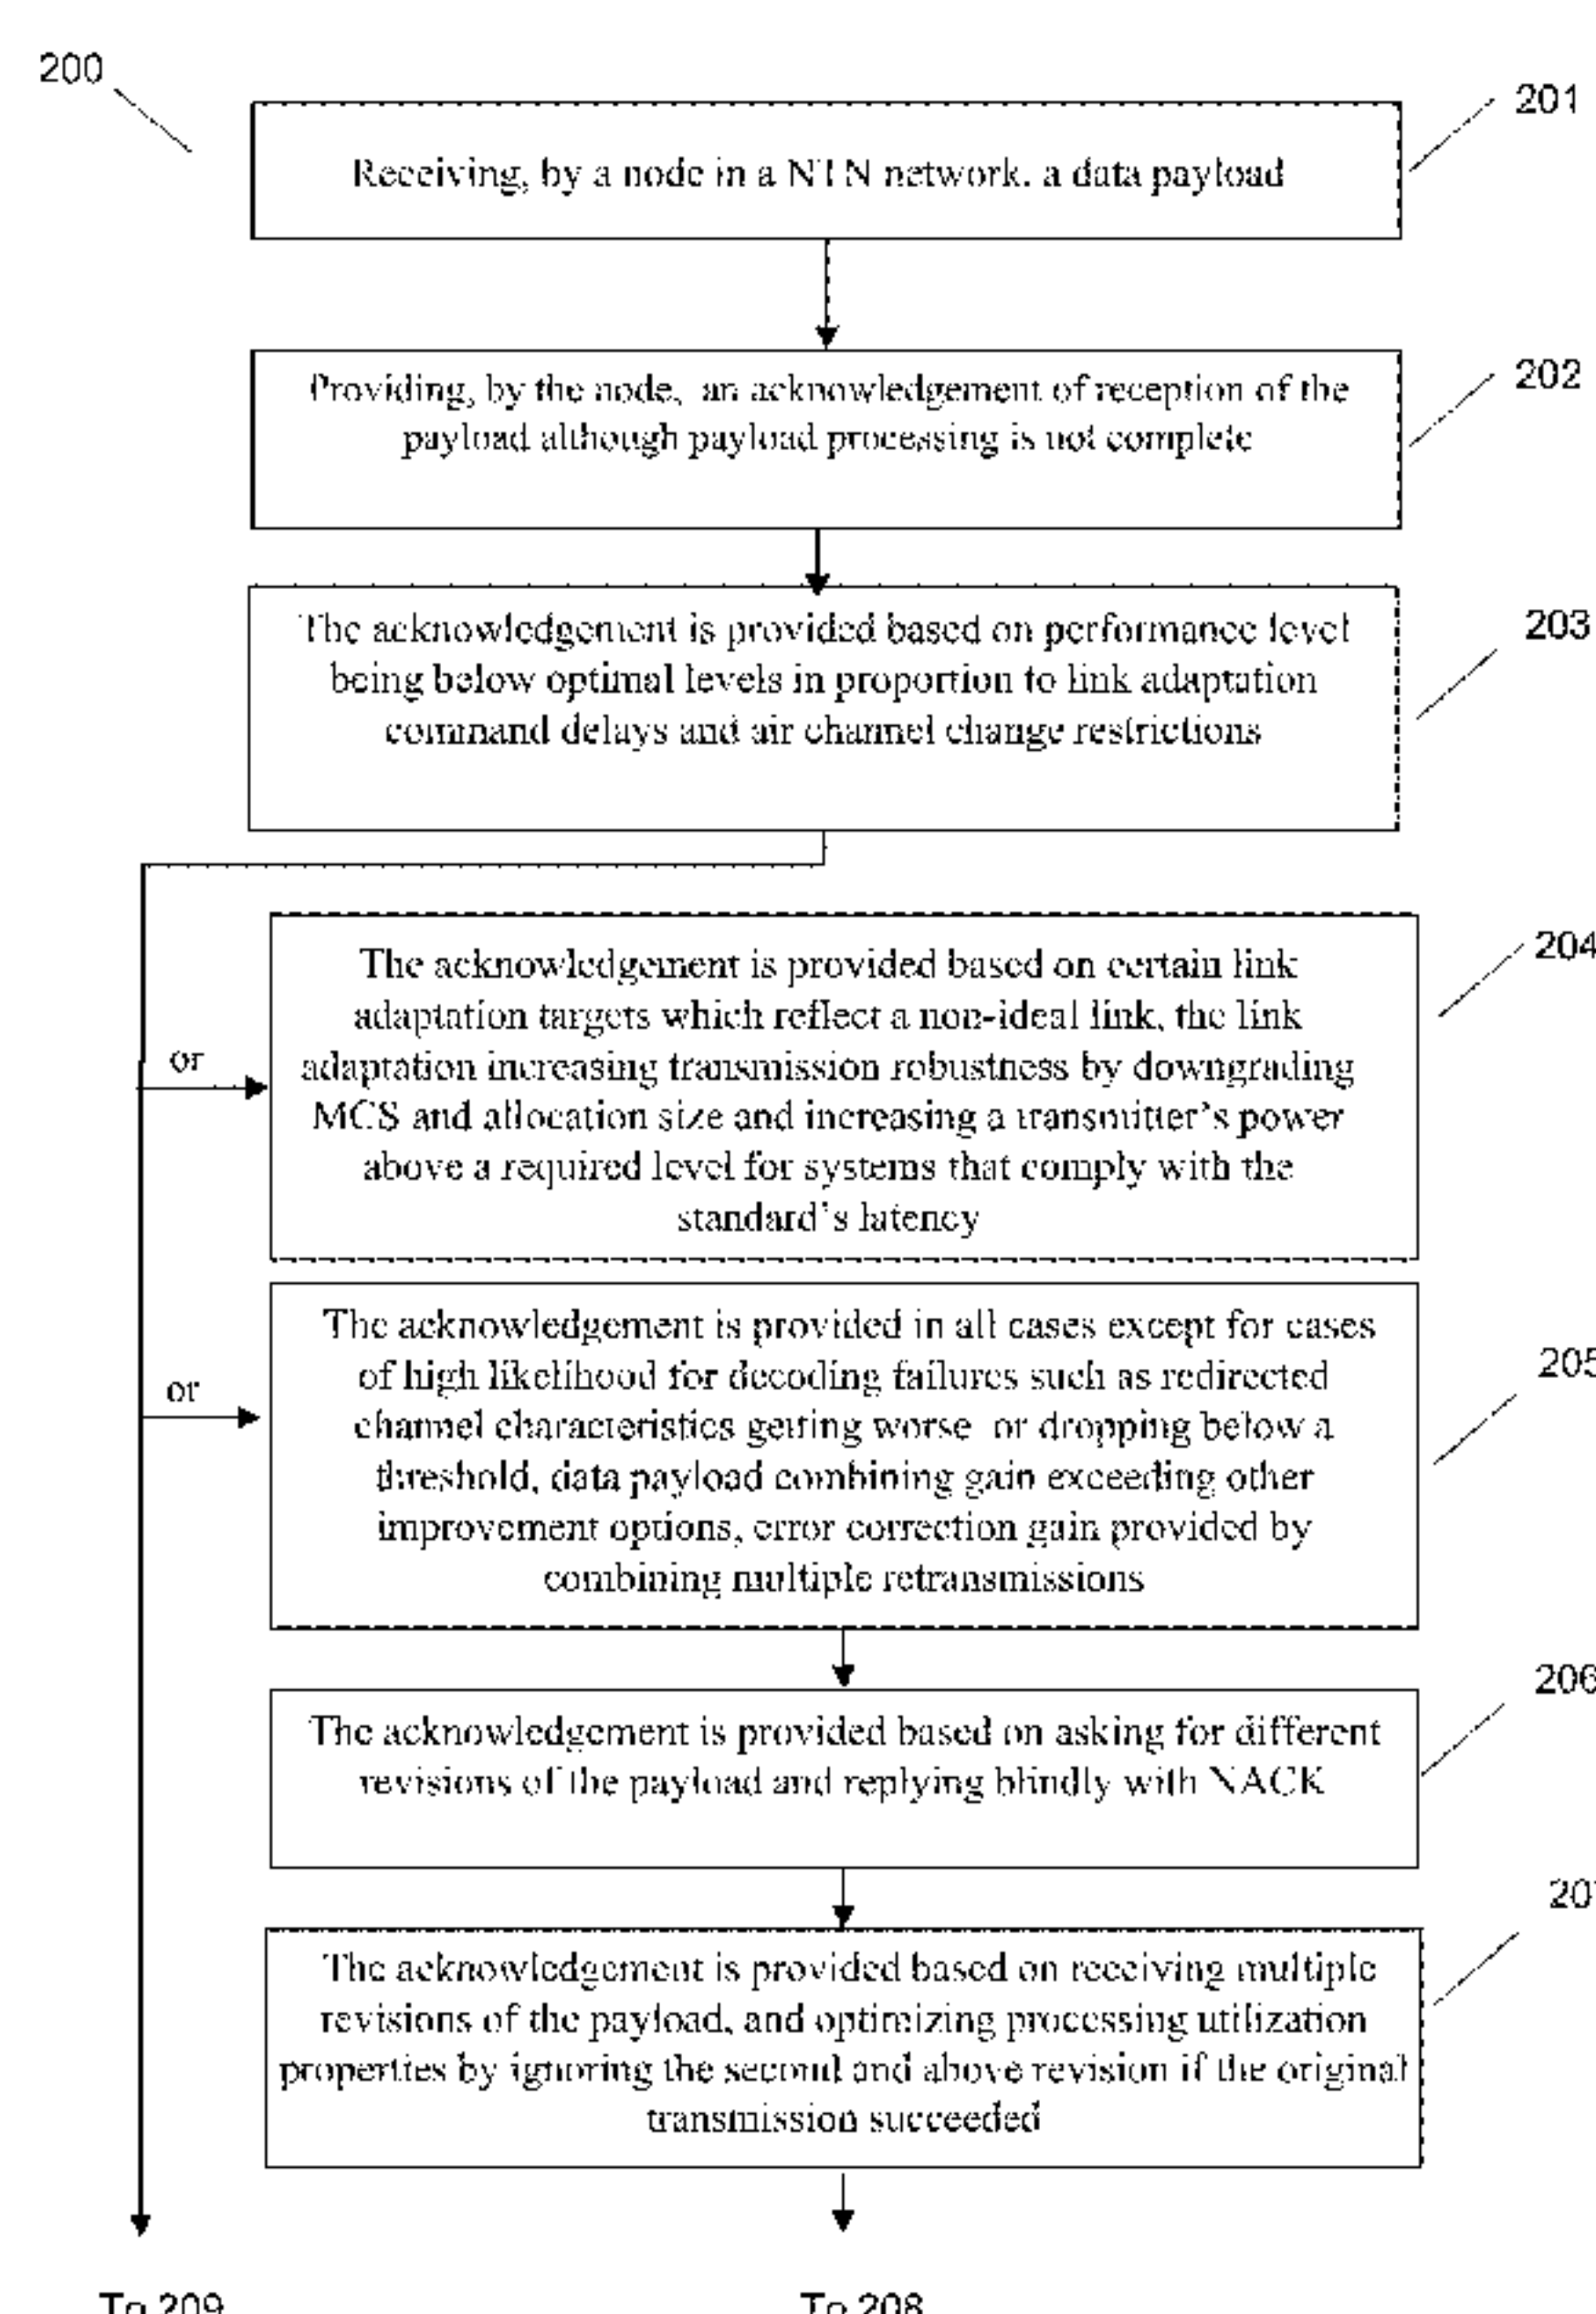 200
201
Receiving, by a node in a NTN network, a data payload
202
Providing, by the node, an acknowledgement of reception of the
payload although payload processing is not complete
203
The acknowledgement is provided based on performance level
being below optimal levels in proportion to link adaptation
command delays and air channel change restrictions
204
or
The acknowledgement is provided based on certain link
adaptation targets which reflect a non-ideal link, the link
adaptation increasing transmission robustness by downgrading
MCS and allocation size and increasing a transmitter's power
above a required level for systems that comply with the
standard's latency
205
or
The acknowledgement is provided in all cases except for cases
of high likelihood for decoding failures such as redirected
channel characteristics getting worse or dropping below a
threshold, data payload combining gain exceeding other
improvement options, error correction gain provided by
combining multiple retransmissions
206
The acknowledgement is provided based on asking for different
revisions of the payload and replying blindly with NACK
The acknowledgement is provided based on receiving multiple
revisions of the payload, and optimizing processing utilization
properties by ignoring the second and above revision if the original
transmission succeeded
To 209
To 208